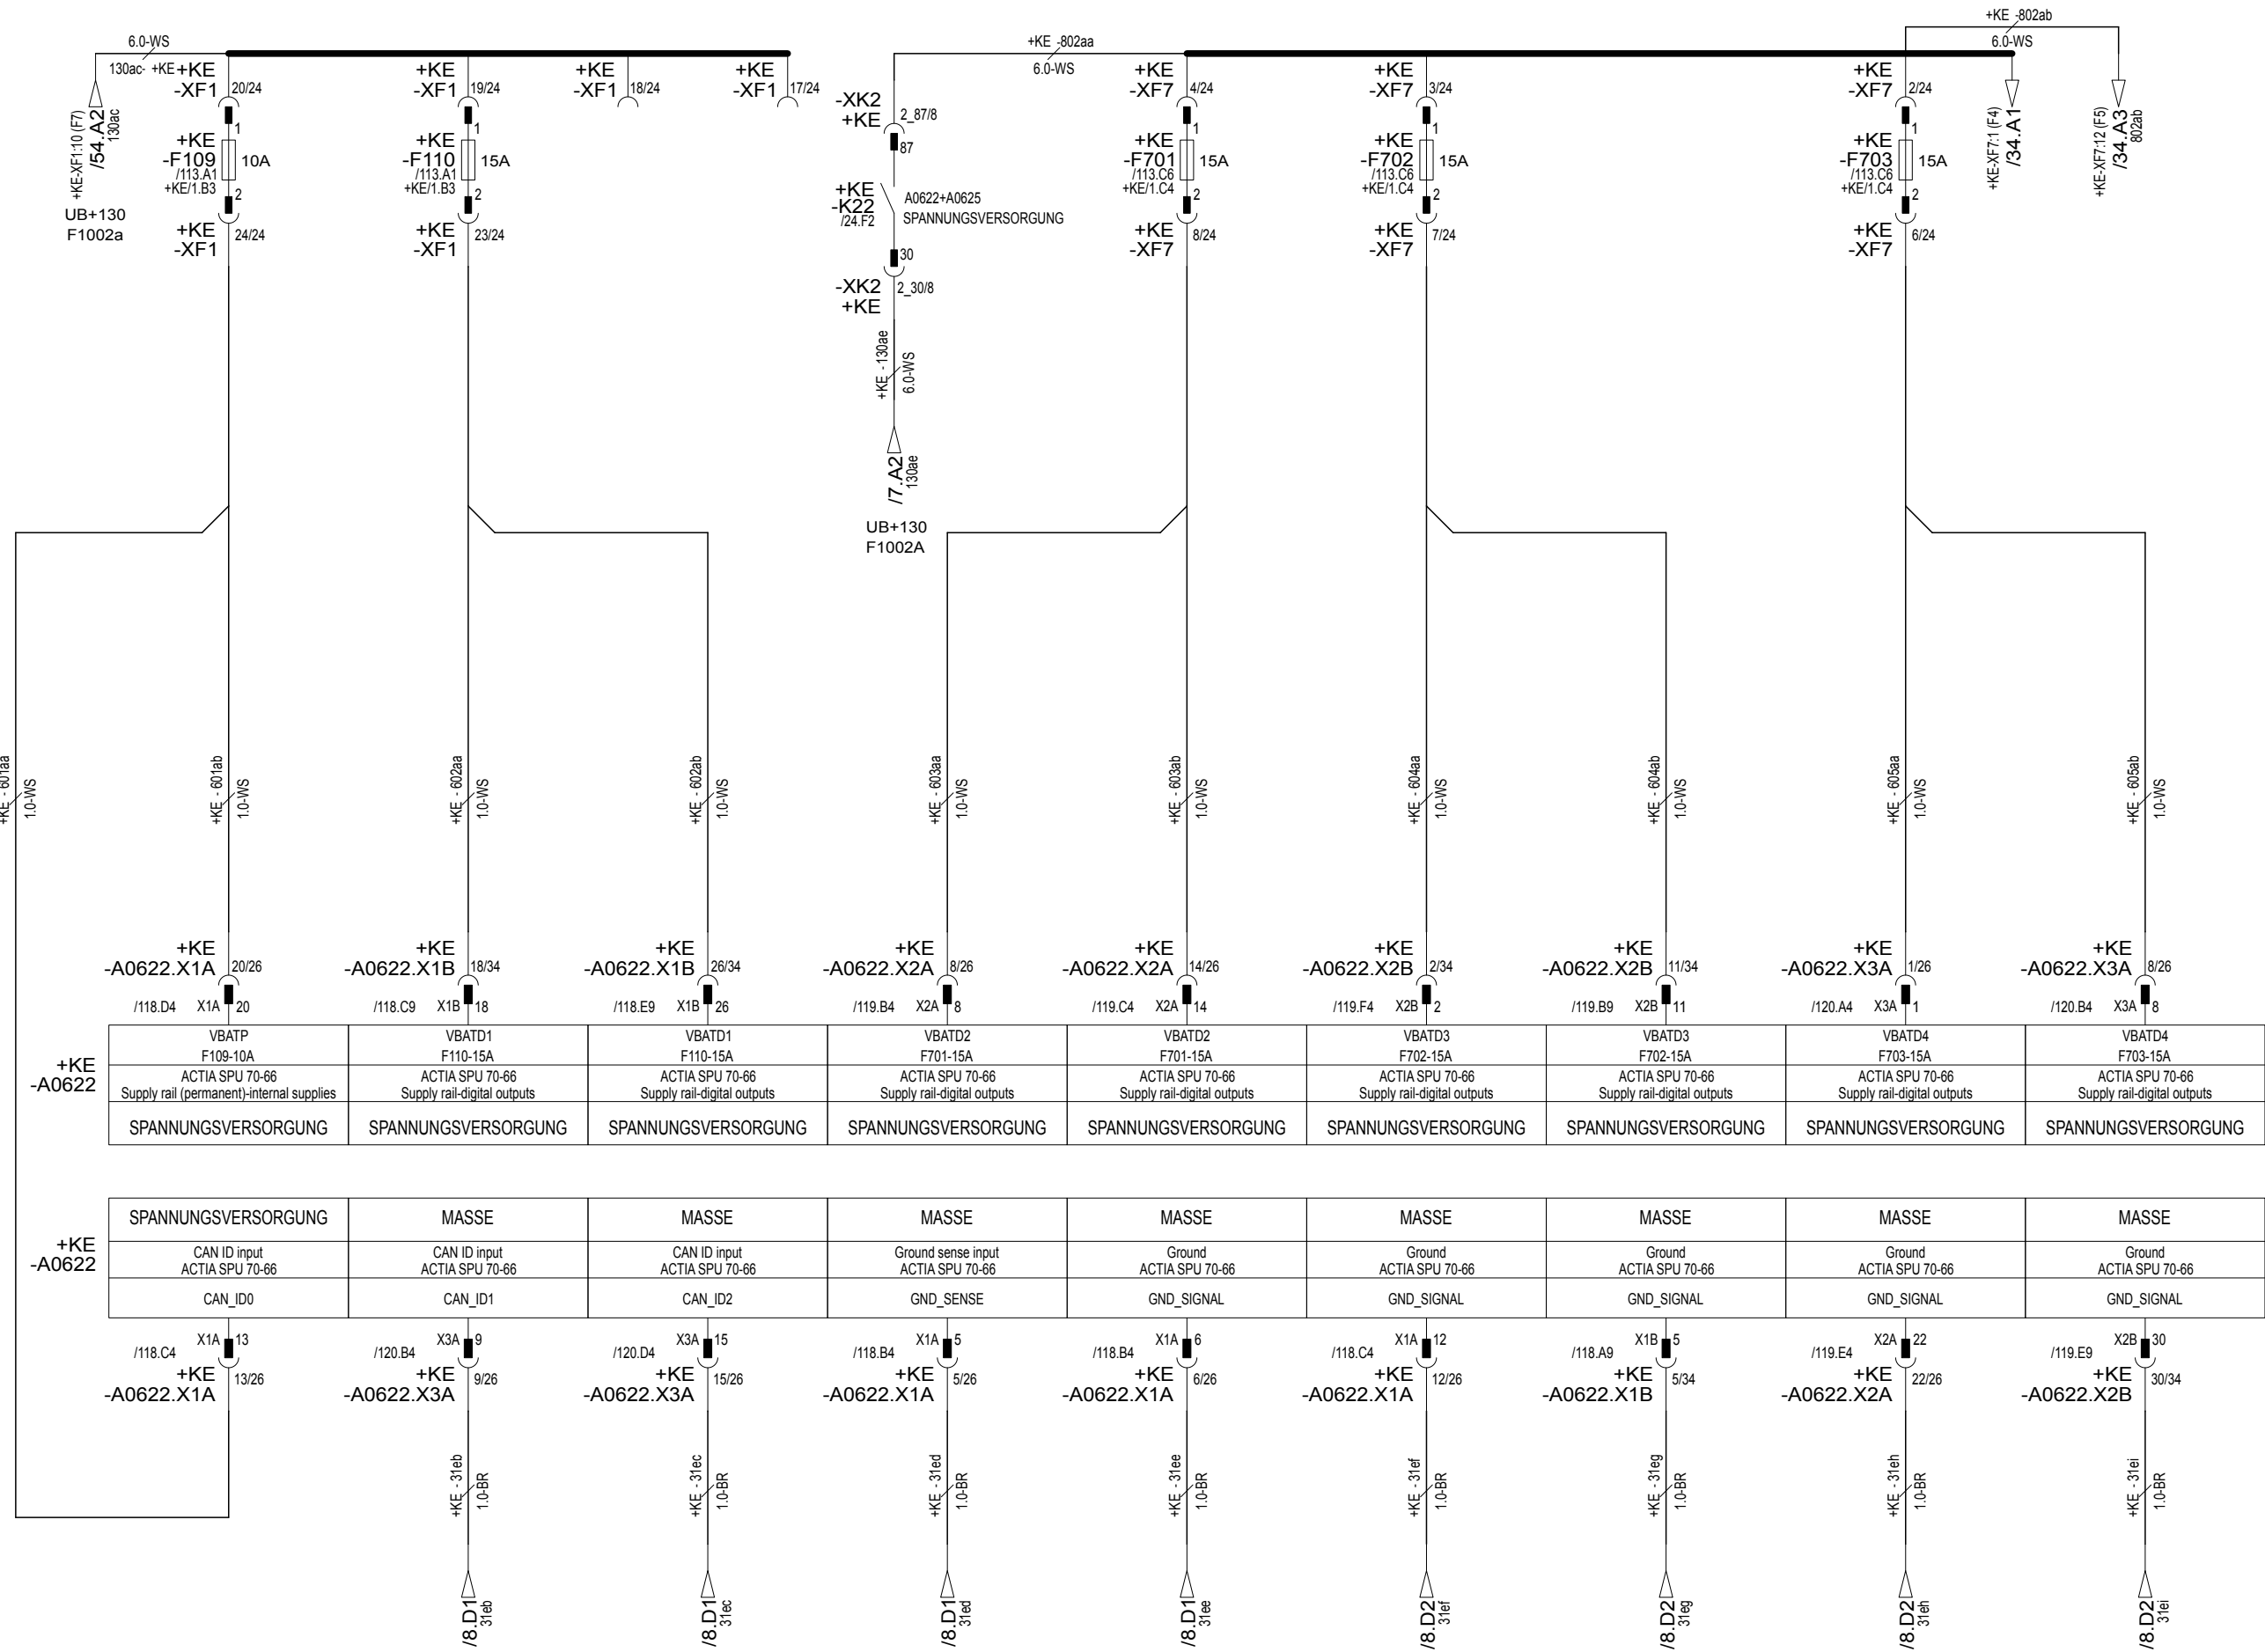 6.0-WS
130ac- +KE
+KE-XF1:10 (F7)
/54.A2
130ac
UB+130
F1002a
+KE
-XF1
20/24
1
+KE
-F109
/113.A1
+KE/1.B3
10A
2
+KE
-XF1
24/24
+KE
-XF1
19/24
1
+KE
-F110
/113.A1
+KE/1.B3
15A
2
+KE
-XF1
23/24
+KE
-XF1
18/24
+KE
-XF1
17/24
+KE -802aa
6.0-WS
-XK2
+KE
2_87/8
87
+KE
-K22
/24.F2
A0622+A0625
SPANNUNGSVERSORGUNG
30
-XK2
+KE
2_30/8
+KE - 130ae
6.0-WS
/7.A2
130ae
UB+130
F1002A
+KE
-XF7
4/24
1
+KE
-F701
/113.C6
+KE/1.C4
15A
2
+KE
-XF7
8/24
+KE
-XF7
3/24
1
+KE
-F702
/113.C6
+KE/1.C4
15A
2
+KE
-XF7
7/24
+KE
-XF7
2/24
1
+KE
-F703
/113.C6
+KE/1.C4
15A
2
+KE
-XF7
6/24
+KE -802ab
6.0-WS
+KE-XF7:1 (F4)
/34.A1
+KE-XF7:12 (F5)
/34.A3
802ab
+KE - 601aa
1.0-WS
+KE - 601ab
1.0-WS
+KE - 602aa
1.0-WS
+KE - 602ab
1.0-WS
+KE - 603aa
1.0-WS
+KE - 603ab
1.0-WS
+KE - 604aa
1.0-WS
+KE - 604ab
1.0-WS
+KE - 605aa
1.0-WS
+KE - 605ab
1.0-WS
+KE
-A0622.X1A
20/26
/118.D4 X1A 20
+KE
-A0622.X1B
18/34
/118.C9 X1B 18
+KE
-A0622.X1B
26/34
/118.E9 X1B 26
+KE
-A0622.X2A
8/26
/119.B4 X2A 8
+KE
-A0622.X2A
14/26
/119.C4 X2A 14
+KE
-A0622.X2B
2/34
/119.F4 X2B 2
+KE
-A0622.X2B
11/34
/119.B9 X2B 11
+KE
-A0622.X3A
1/26
/120.A4 X3A 1
+KE
-A0622.X3A
8/26
/120.B4 X3A 8
+KE
-A0622
VBATP
F109-10A
ACTIA SPU 70-66
Supply rail (permanent)-internal supplies
SPANNUNGSVERSORGUNG
VBATD1
F110-15A
ACTIA SPU 70-66
Supply rail-digital outputs
SPANNUNGSVERSORGUNG
VBATD1
F110-15A
ACTIA SPU 70-66
Supply rail-digital outputs
SPANNUNGSVERSORGUNG
VBATD2
F701-15A
ACTIA SPU 70-66
Supply rail-digital outputs
SPANNUNGSVERSORGUNG
VBATD2
F701-15A
ACTIA SPU 70-66
Supply rail-digital outputs
SPANNUNGSVERSORGUNG
VBATD3
F702-15A
ACTIA SPU 70-66
Supply rail-digital outputs
SPANNUNGSVERSORGUNG
VBATD3
F702-15A
ACTIA SPU 70-66
Supply rail-digital outputs
SPANNUNGSVERSORGUNG
VBATD4
F703-15A
ACTIA SPU 70-66
Supply rail-digital outputs
SPANNUNGSVERSORGUNG
VBATD4
F703-15A
ACTIA SPU 70-66
Supply rail-digital outputs
SPANNUNGSVERSORGUNG
+KE
-A0622
SPANNUNGSVERSORGUNG
CAN ID input
ACTIA SPU 70-66
CAN_ID0
MASSE
CAN ID input
ACTIA SPU 70-66
CAN_ID1
MASSE
CAN ID input
ACTIA SPU 70-66
CAN_ID2
MASSE
Ground sense input
ACTIA SPU 70-66
GND_SENSE
MASSE
Ground
ACTIA SPU 70-66
GND_SIGNAL
MASSE
Ground
ACTIA SPU 70-66
GND_SIGNAL
MASSE
Ground
ACTIA SPU 70-66
GND_SIGNAL
MASSE
Ground
ACTIA SPU 70-66
GND_SIGNAL
MASSE
Ground
ACTIA SPU 70-66
GND_SIGNAL
X1A 13
/118.C4
+KE
-A0622.X1A
13/26
X3A 9
/120.B4
+KE
-A0622.X3A
9/26
X3A 15
/120.D4
+KE
-A0622.X3A
15/26
X1A 5
/118.B4
+KE
-A0622.X1A
5/26
X1A 6
/118.B4
+KE
-A0622.X1A
6/26
X1A 12
/118.C4
+KE
-A0622.X1A
12/26
X1B 5
/118.A9
+KE
-A0622.X1B
5/34
X2A 22
/119.E4
+KE
-A0622.X2A
22/26
X2B 30
/119.E9
+KE
-A0622.X2B
30/34
+KE - 31eb
1.0-BR
+KE - 31ec
1.0-BR
+KE - 31ed
1.0-BR
+KE - 31ee
1.0-BR
+KE - 31ef
1.0-BR
+KE - 31eg
1.0-BR
+KE - 31eh
1.0-BR
+KE - 31ei
1.0-BR
/8.D1
31eb
/8.D1
31ec
/8.D1
31ed
/8.D1
31ee
/8.D2
31ef
/8.D2
31eg
/8.D2
31eh
/8.D2
31ei